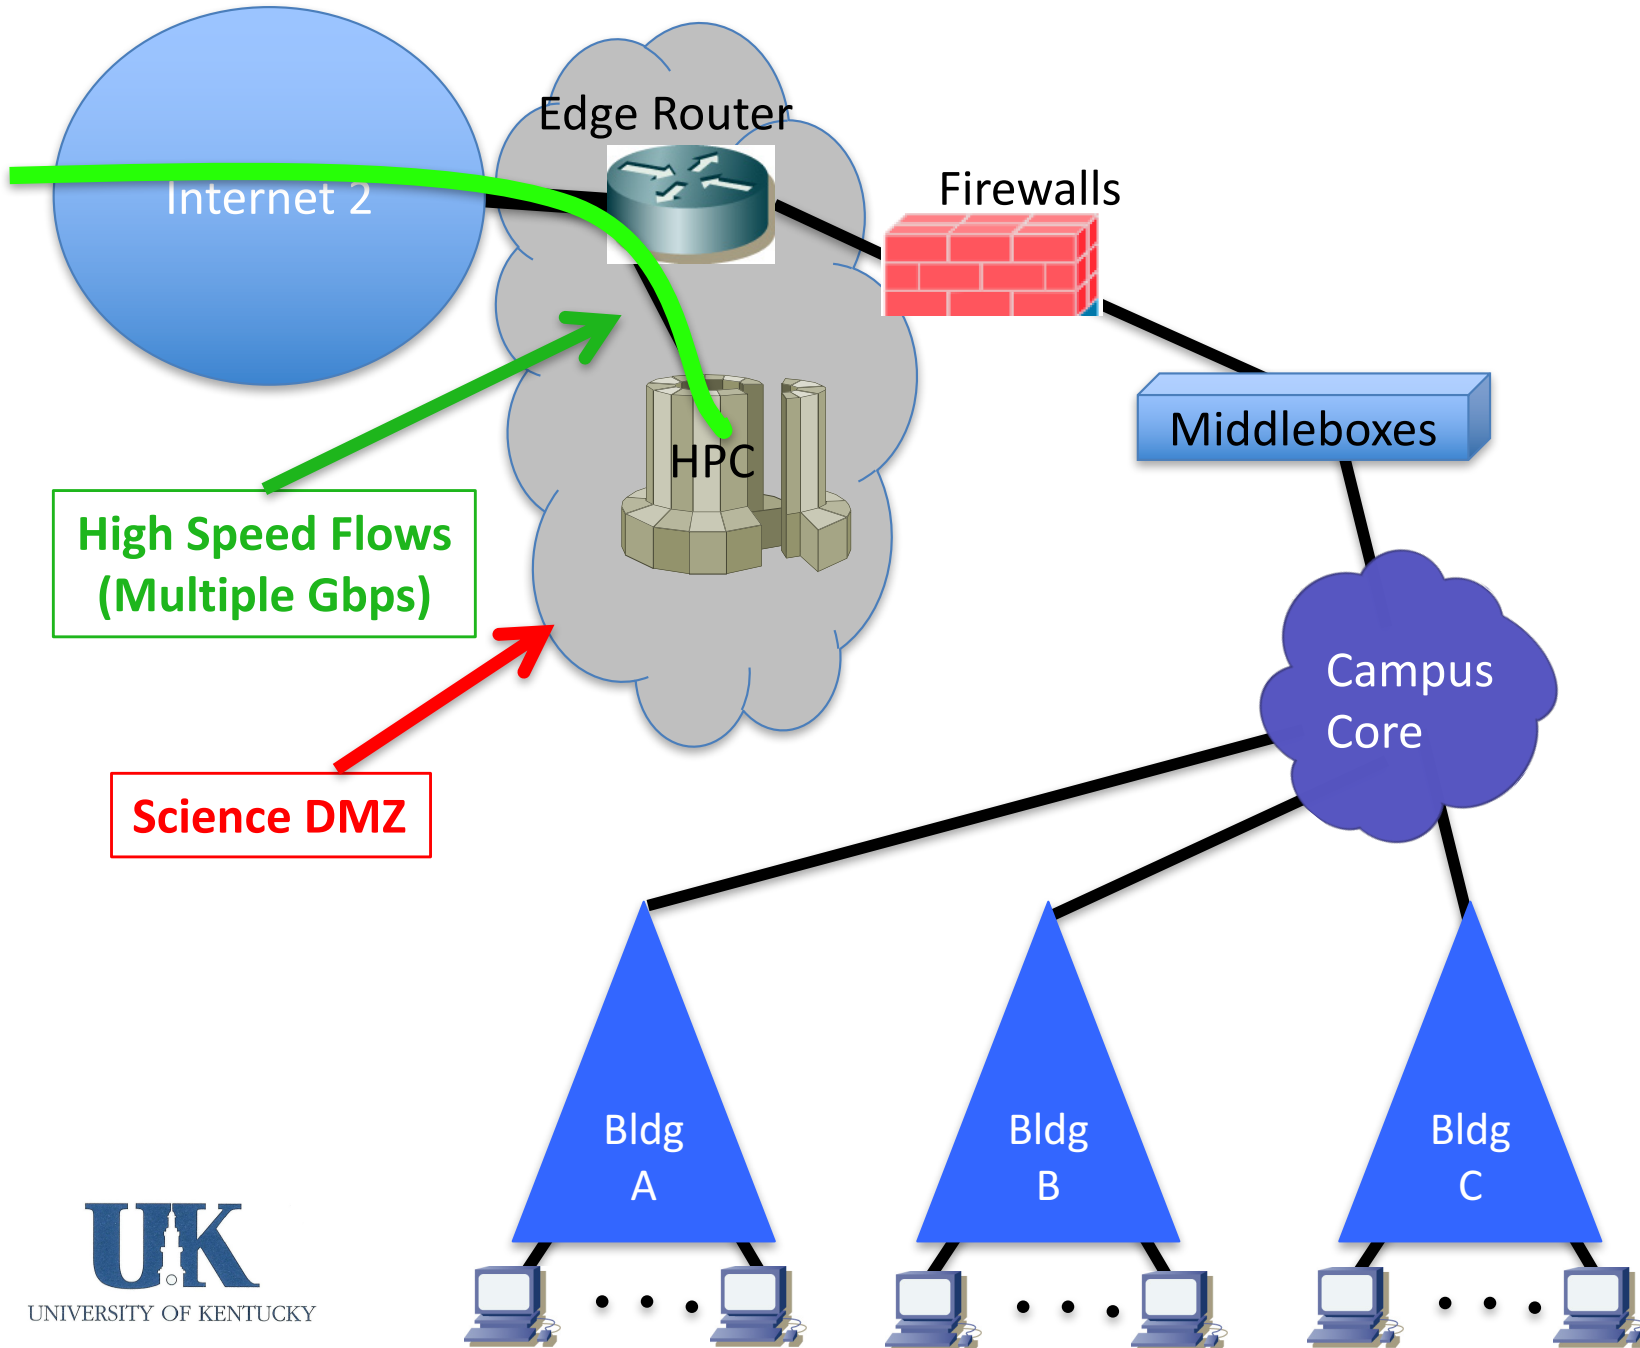 Edge Router
Internet 2
Firewalls
Middleboxes
HPC
High Speed Flows
(Multiple Gbps)
Campus
Core
Science DMZ
Bldg
A
Bldg
B
Bldg
C
UK
UNIVERSITY OF KENTUCKY